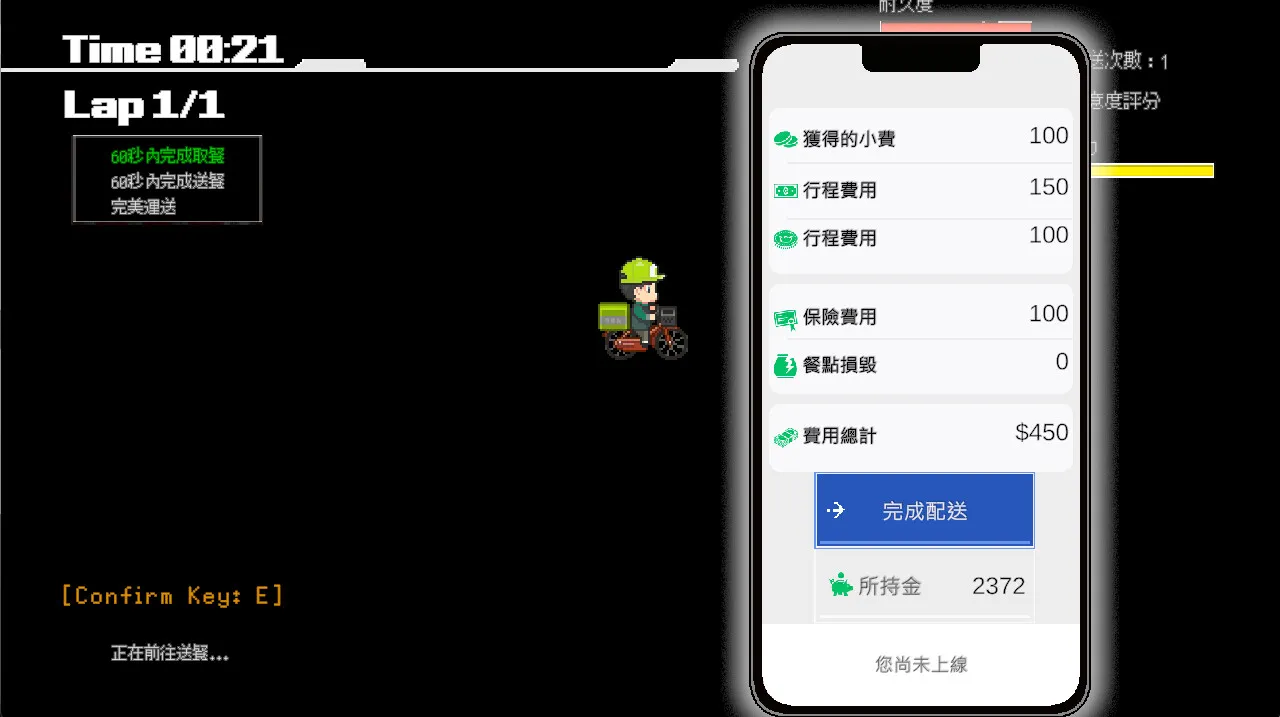 Time 00:21
Lap 1/1
60秒內完成取餐
60秒內完成送餐
完美運送
[Confirm Key: E]
正在前往送餐...
耐久度
送次數：1
意度評分
獲得的小費 100
行程費用 150
行程費用 100
保險費用 100
餐點損毀 0
費用總計 $450
完成配送
所持金 2372
您尚未上線